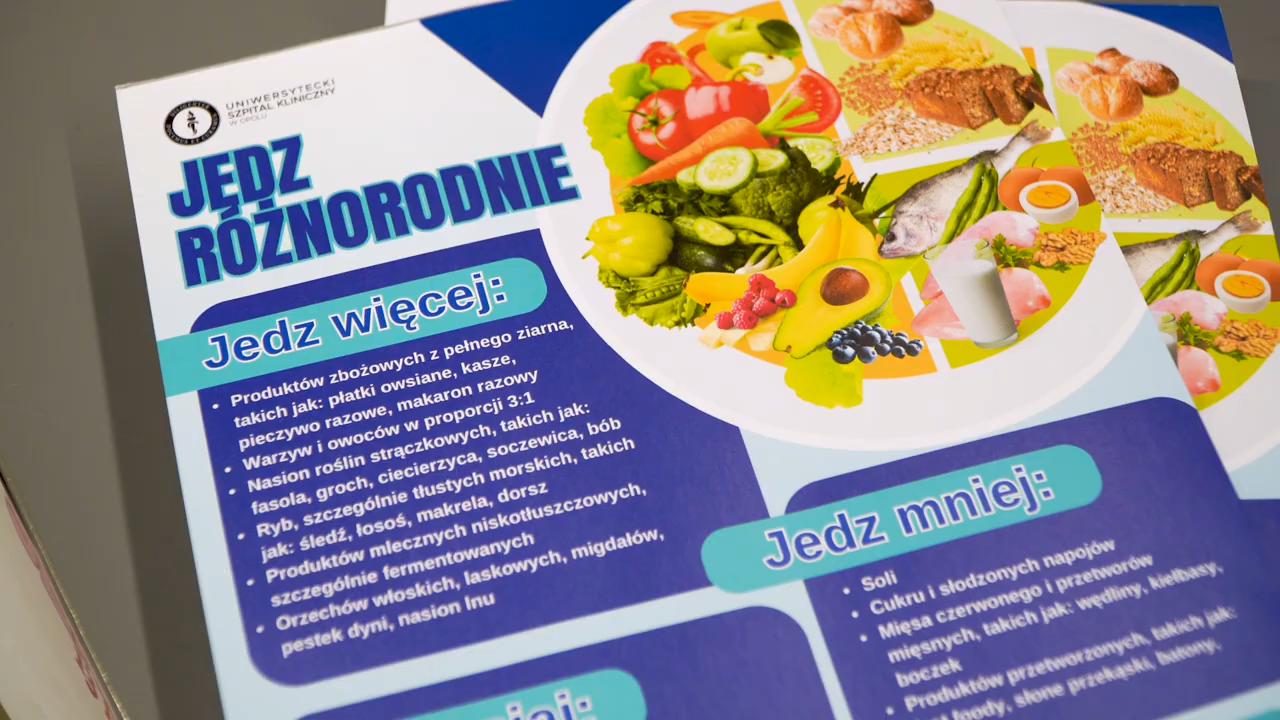 UNIWERSYTECKI
SZPITAL KLINICZNY
W OPOLU
JĘDZ
RÓŻNORODNIE
Jedz więcej:
• Produktów zbożowych z pełnego ziarna,
takich jak: płatki owsiane, kasze,
pieczywo razowe, makaron razowy
• Warzyw i owoców w proporcji 3:1
• Nasion roślin strączkowych, takich jak:
fasola, groch, ciecierzyca, soczewica, bób
• Ryb, szczególnie tłustych morskich, takich
jak: śledź, łosoś, makrela, dorsz
• Produktów mlecznych niskotłuszczowych,
szczególnie fermentowanych
• Orzechów włoskich, laskowych, migdałów,
pestek dyni, nasion lnu
Jedz mniej:
• Soli
• Cukru i słodzonych napojów
• Mięsa czerwonego i przetworów
mięsnych, takich jak: wędliny, kiełbasy,
boczek
• Produktów przetworzonych, takich jak:
foody, słone przekąski, batony,